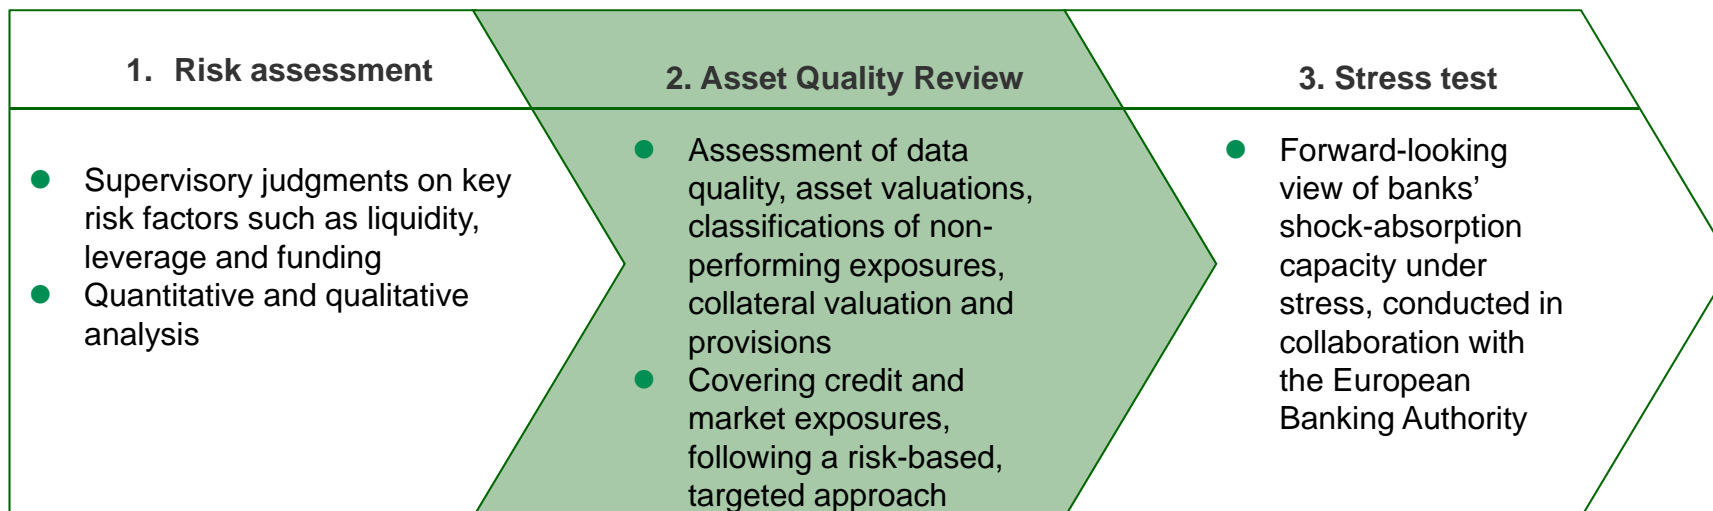 1. Risk assessment
Supervisory judgments on key
risk factors such as liquidity,
leverage and funding
Quantitative and qualitative
analysis
2. Asset Quality Review
Assessment of data
quality, asset valuations,
classifications of non-
performing exposures,
collateral valuation and
provisions
Covering credit and
market exposures,
following a risk-based,
targeted approach
3. Stress test
Forward-looking
view of banks’
shock-absorption
capacity under
stress, conducted in
collaboration with
the European
Banking Authority